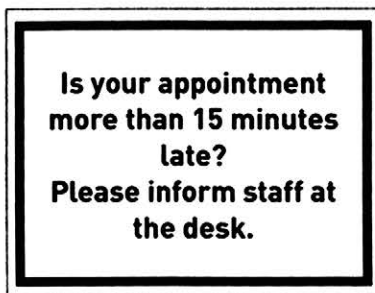 Is your appointment
more than 15 minutes
late?
Please inform staff at
the desk.